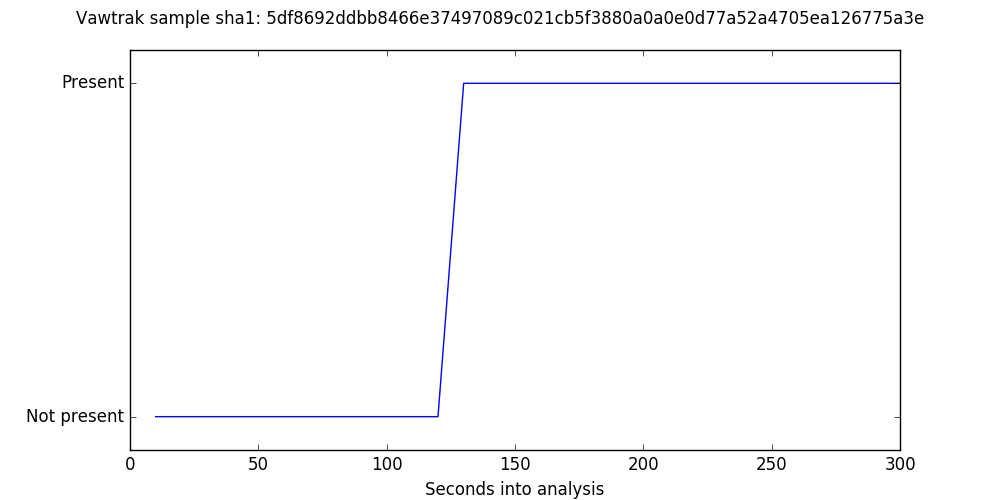 Vawtrak sample sha1: 5df8692ddbb8466e37497089c021cb5f3880a0a0e0d77a52a4705ea126775a3e
Present
Not present
0 50 100 150 200 250 300
Seconds into analysis